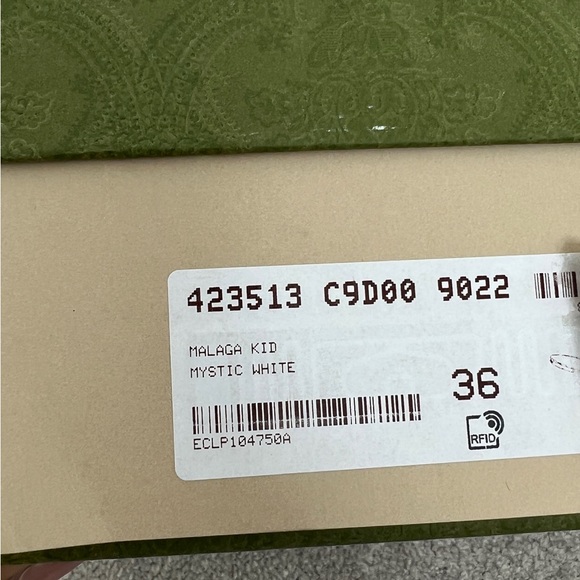 423513 C9D00 9022
MALAGA KID
MYSTIC WHITE
36
ECLP104750A
RFID